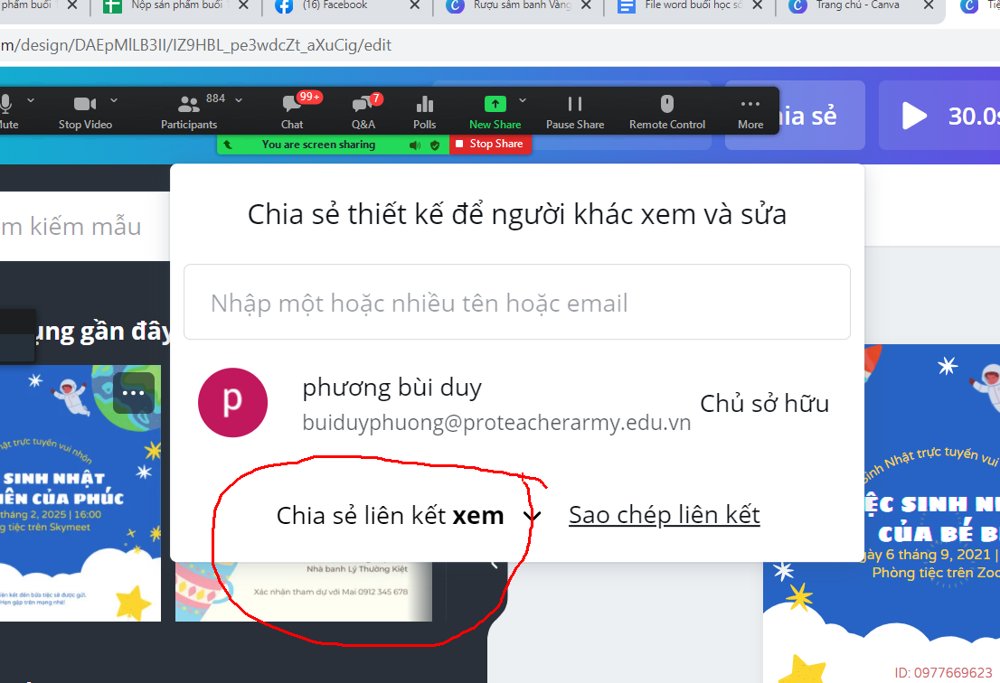 phẩm buổi
Nộp sản phẩm buổi
(16) Facebook
Rượu sâm banh Vàng
File word buổi học số
Trang chủ - Canva
Tiệ
m/design/DAEpMlLB3II/IZ9HBL_pe3wdcZt_aXuCig/edit
884
99+
7
Mute
Stop Video
Participants
Chat
Q&A
Polls
New Share
Pause Share
Remote Control
More
hia sẻ
30.0s
You are screen sharing
Stop Share
Chia sẻ thiết kế để người khác xem và sửa
m kiếm mẫu
Nhập một hoặc nhiều tên hoặc email
ụng gần đây
p
phương bùi duy
buiduyphuong@proteacherarmy.edu.vn
Chủ sở hữu
Chia sẻ liên kết xem
Sao chép liên kết
nhật trực tuyến vui nhộn
SINH NHẬT
IÊN CỦA PHÚC
tháng 2, 2025 | 16:00
g tiệc trên Skymeet
iên kết đến bữa tiệc sẽ được gửi.
Hẹn gặp trên mạng nhé!
Nhà banh Lý Thường Kiệt
Xác nhận tham dự với Mai 0912 345 678
Sinh Nhật trực tuyến vui
ỆC SINH NH
CỦA BÉ B
gày 6 tháng 9, 2021 |
Phòng tiệc trên Zoo
ID: 0977669623